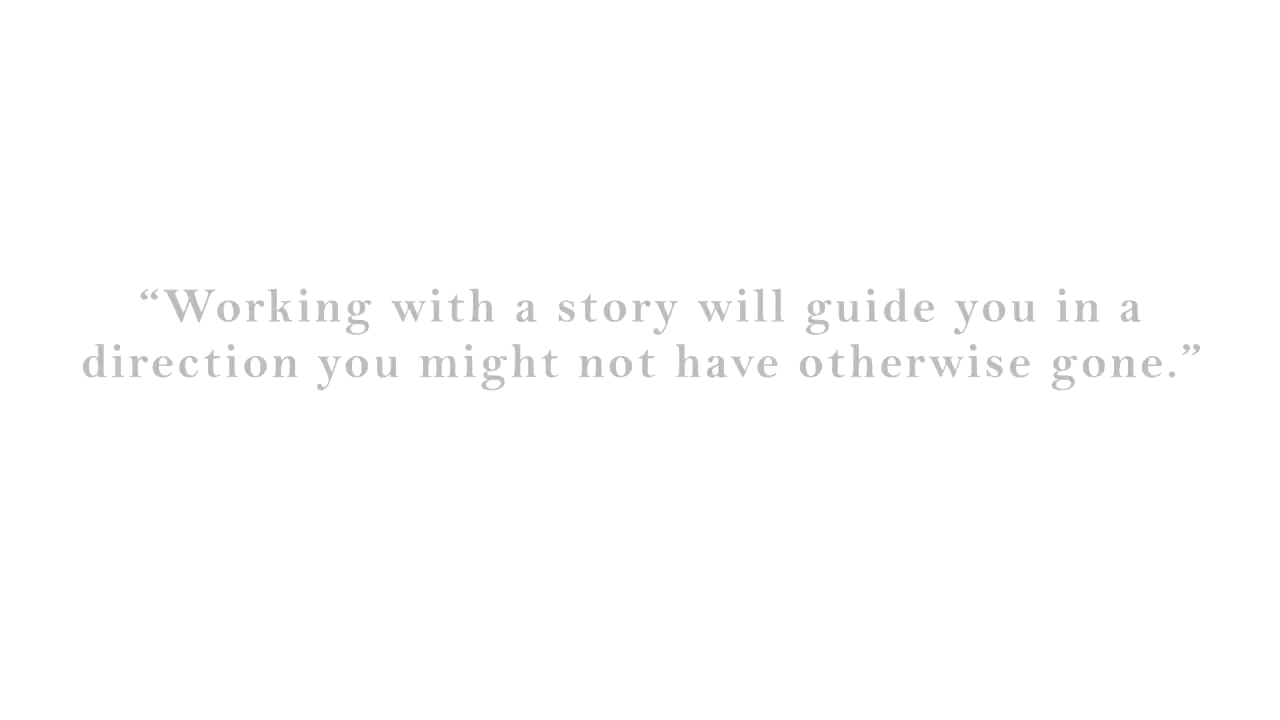 “Working with a story will guide you in a
direction you might not have otherwise gone.”